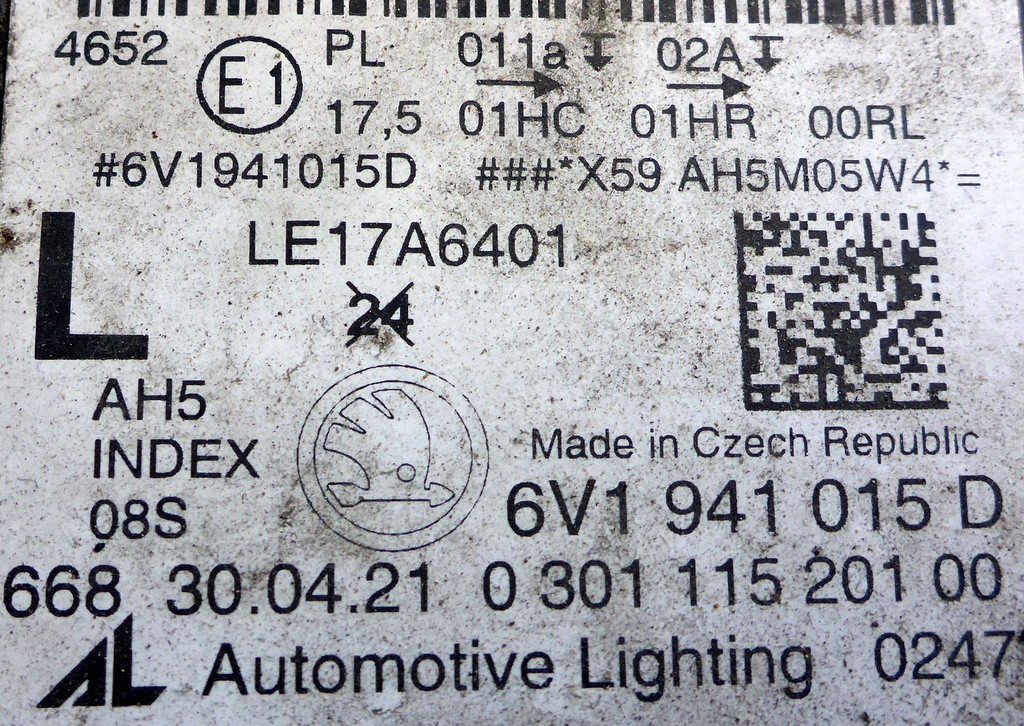 4652 E1 PL 011a 02A
17,5 01HC 01HR 00RL
#6V1941015D ###*X59 AH5M05W4*=
L LE17A6401
24
AH5
INDEX
08S
Made in Czech Republic
6V1 941 015 D
668 30.04.21 0 301 115 201 00
AL Automotive Lighting 0247